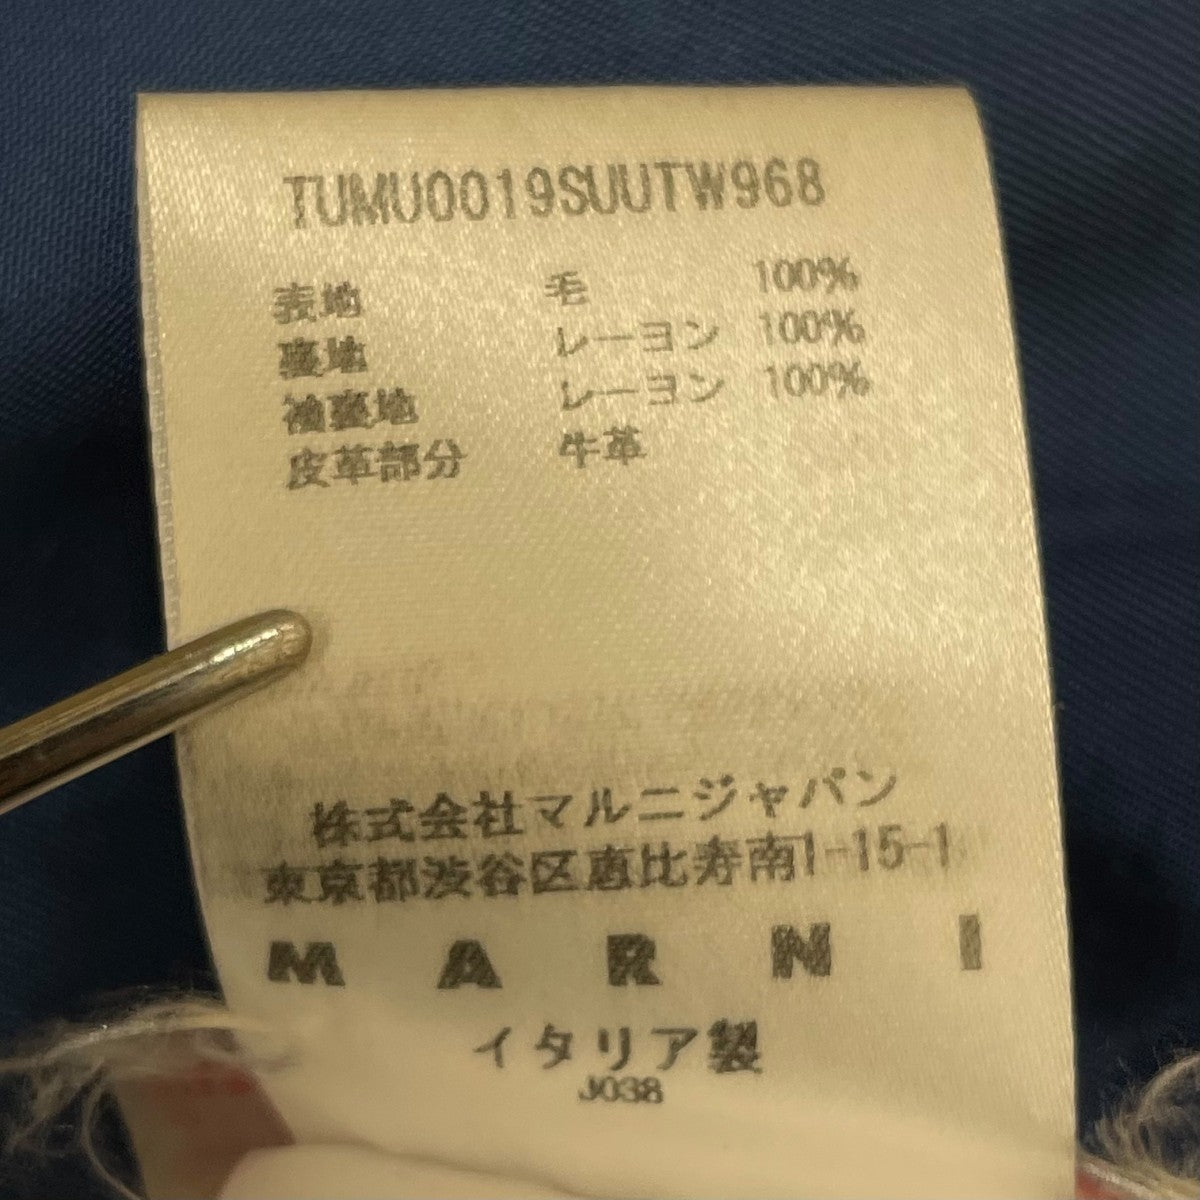 TUMU0019SUUTW968
表地 毛 100%
裏地 レーヨン 100%
袖裏地 レーヨン 100%
皮革部分 牛革
株式会社マルニジャパン
東京都渋谷区恵比寿南1-15-1
MARNI
イタリア製
J038